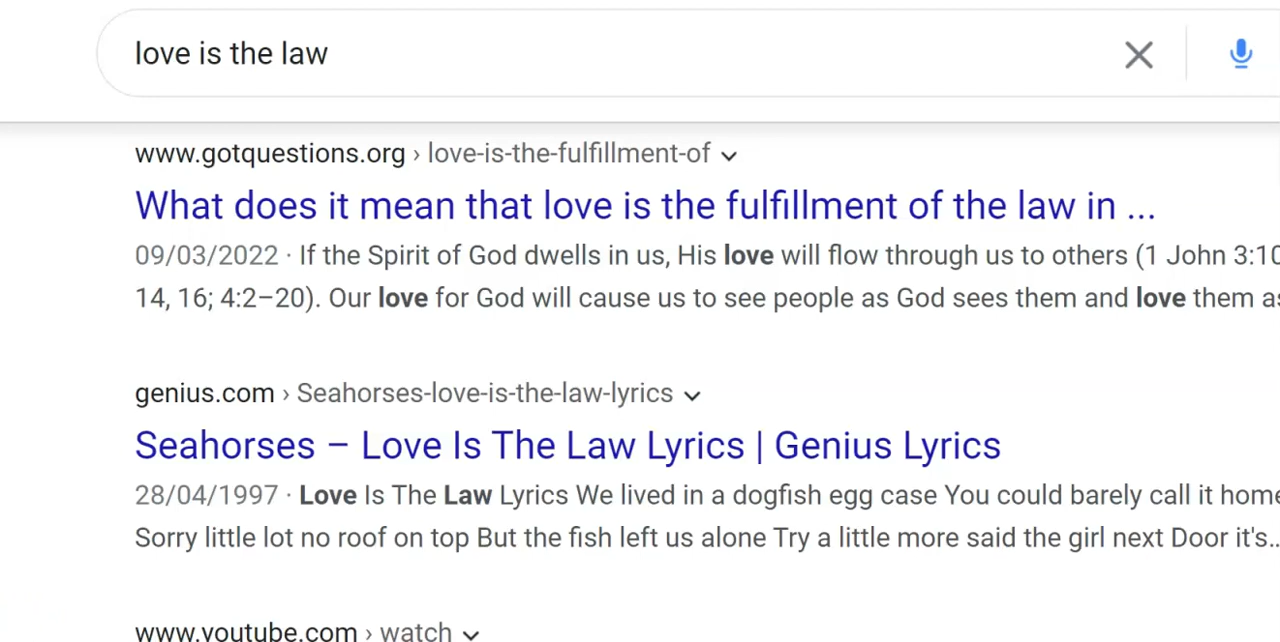 love is the law
www.gotquestions.org › love-is-the-fulfillment-of
What does it mean that love is the fulfillment of the law in ...
09/03/2022 · If the Spirit of God dwells in us, His love will flow through us to others (1 John 3:10
14, 16; 4:2–20). Our love for God will cause us to see people as God sees them and love them as
genius.com › Seahorses-love-is-the-law-lyrics
Seahorses – Love Is The Law Lyrics | Genius Lyrics
28/04/1997 · Love Is The Law Lyrics We lived in a dogfish egg case You could barely call it home
Sorry little lot no roof on top But the fish left us alone Try a little more said the girl next Door it's...
www.youtube.com › watch